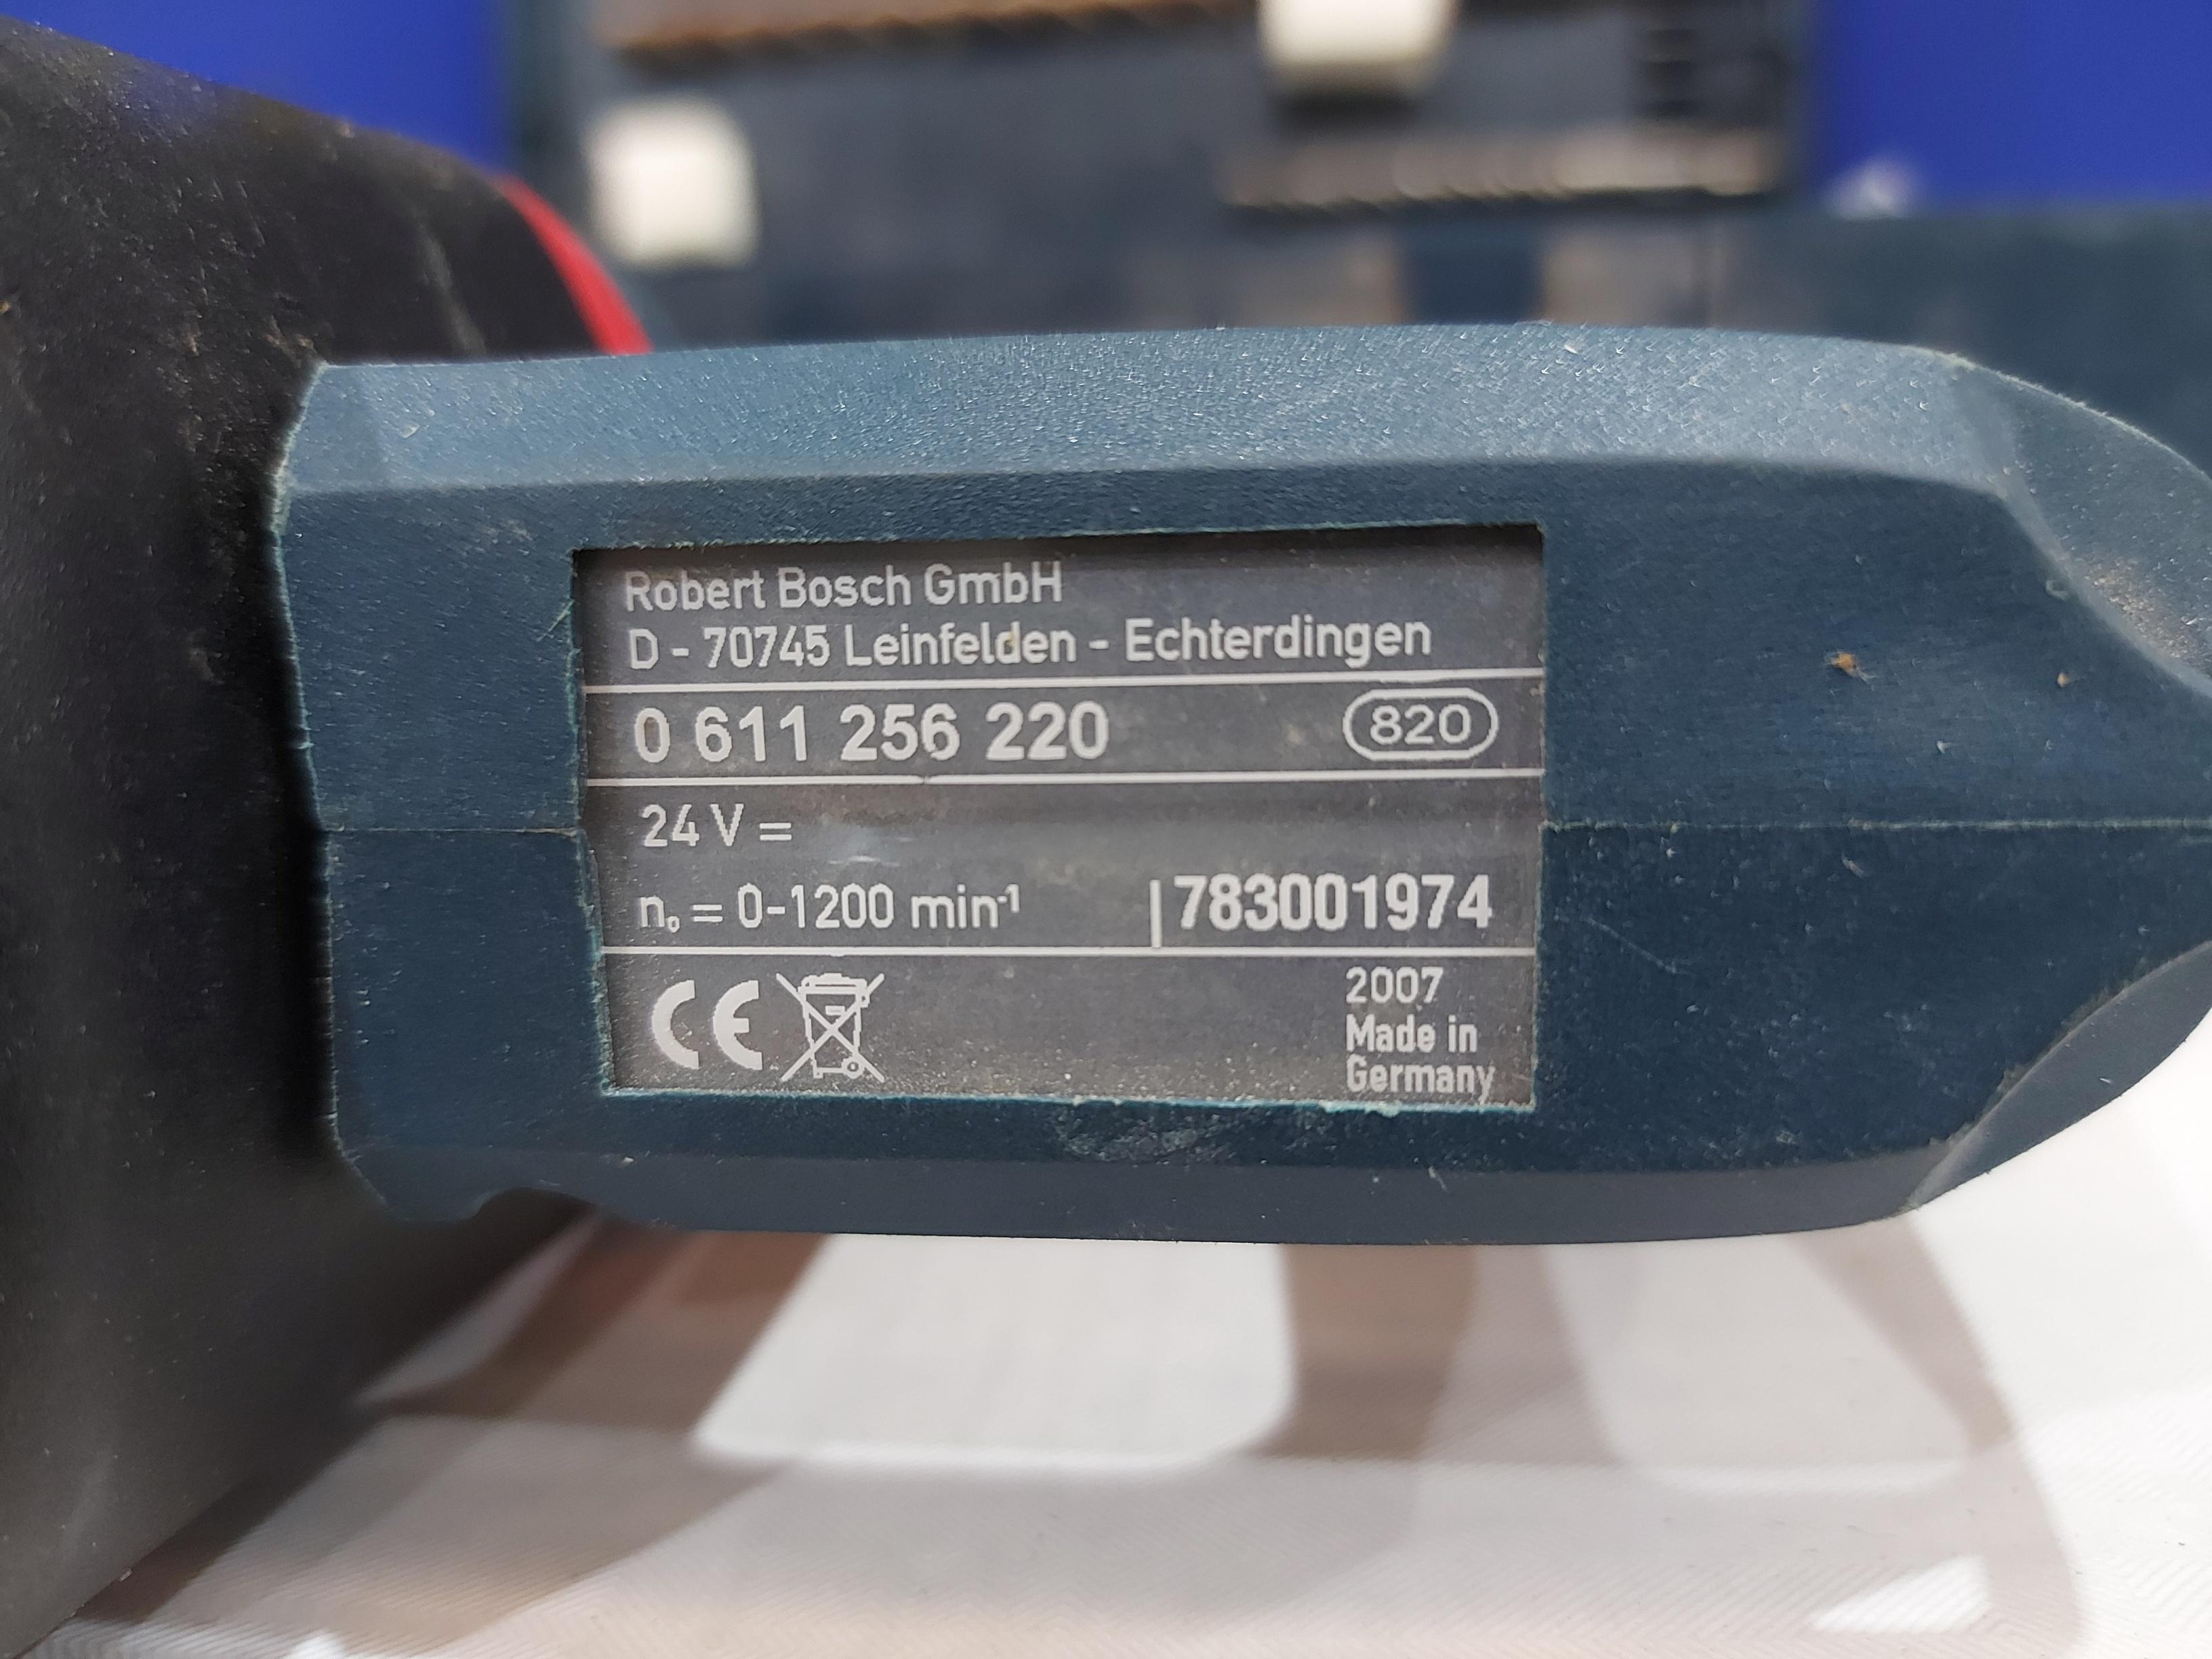 Robert Bosch GmbH
D - 70745 Leinfelden - Echterdingen
0 611 256 220 820
24 V =
n₀ = 0-1200 min⁻¹ |783001974
CE
2007
Made in
Germany